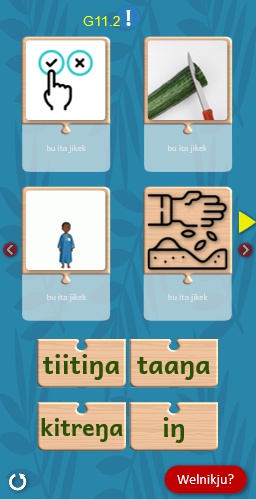 G11.2 !
bu ita jikek
bu ita jikek
bu ita jikek
bu ita jikek
tiitiŋa
taaŋa
kitreŋa
iŋ
Welnikju?